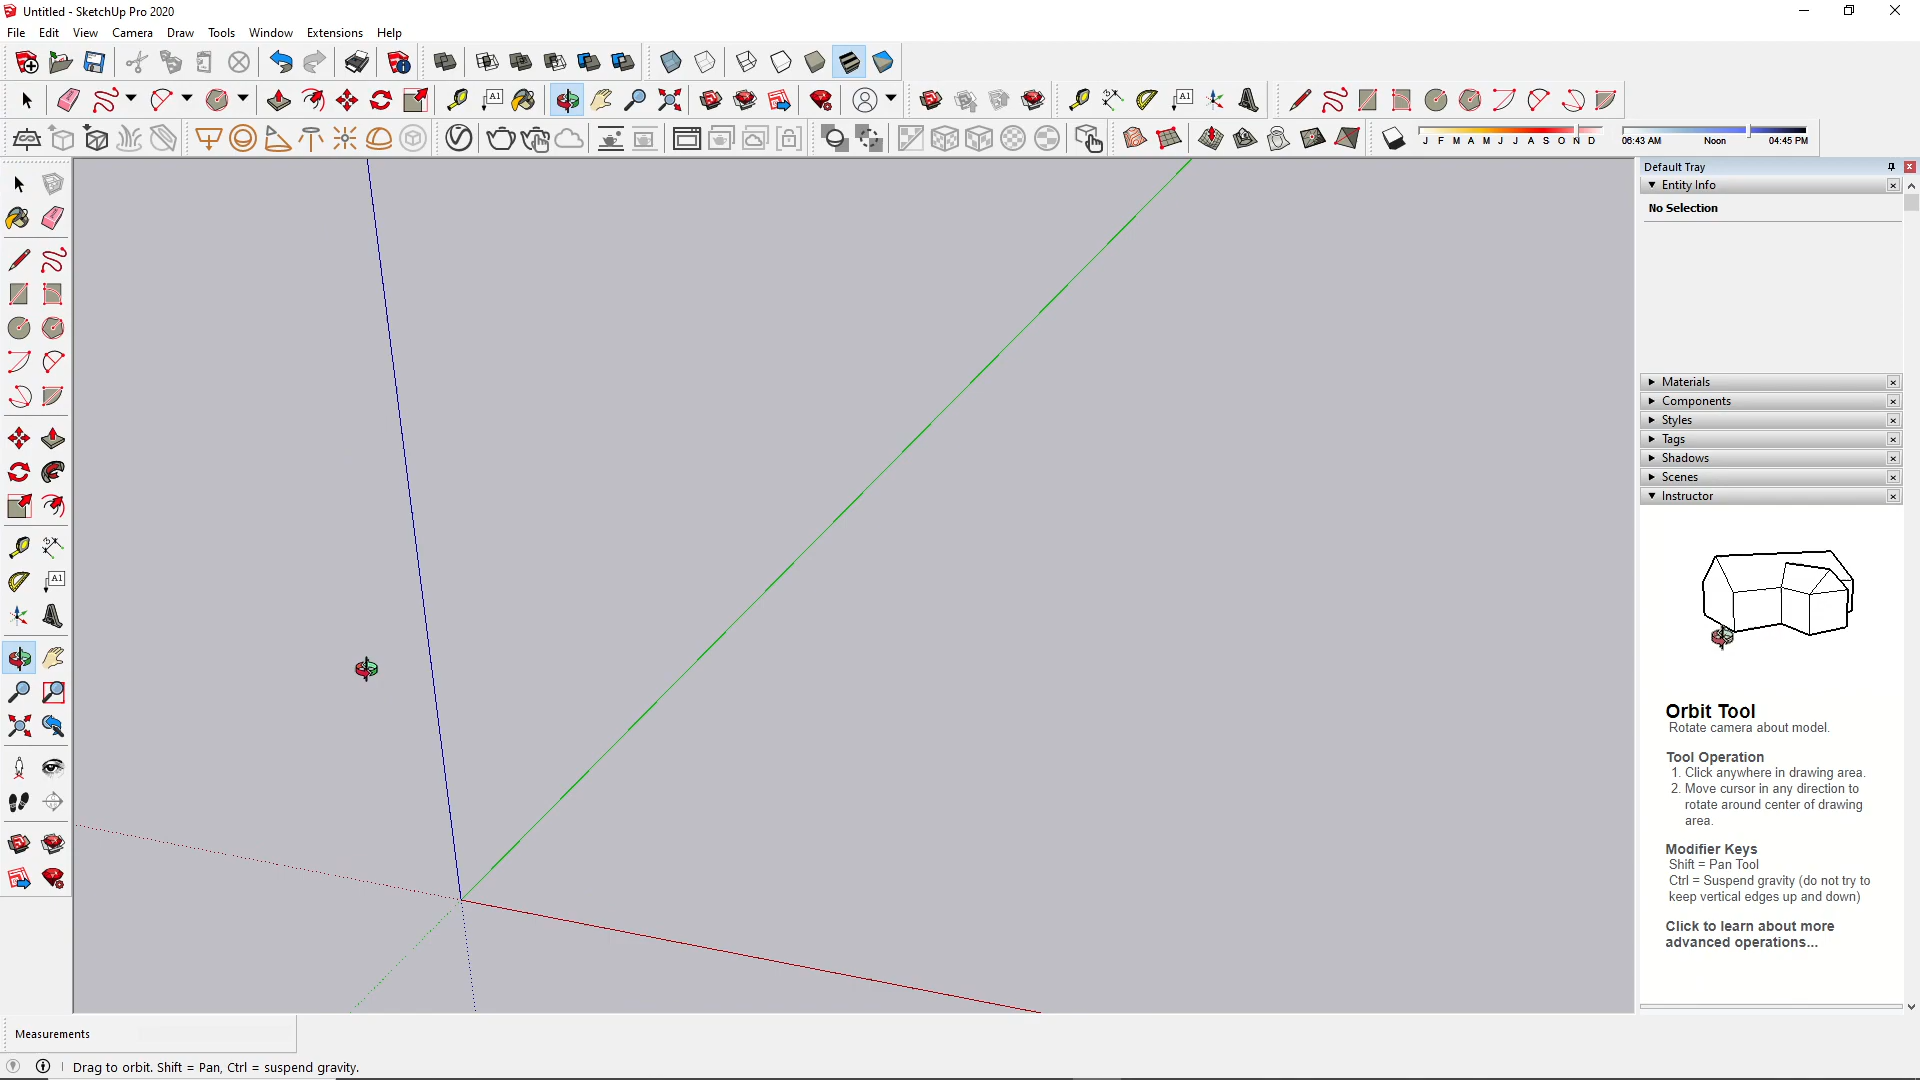 Untitled - SketchUp Pro 2020
File Edit View Camera Draw Tools Window Extensions Help
A1 A1
J F M A M J J A S O N D 06:43 AM Noon 04:45 PM
Default Tray
Entity Info
No Selection
A1
Materials
Components
Styles
Tags
Shadows
Scenes
Instructor
Orbit Tool
Rotate camera about model.
Tool Operation
1. Click anywhere in drawing area.
2. Move cursor in any direction to
rotate around center of drawing
area.
Modifier Keys
Shift = Pan Tool
Ctrl = Suspend gravity (do not try to
keep vertical edges up and down)
Click to learn about more
advanced operations...
Measurements
Drag to orbit. Shift = Pan, Ctrl = suspend gravity.